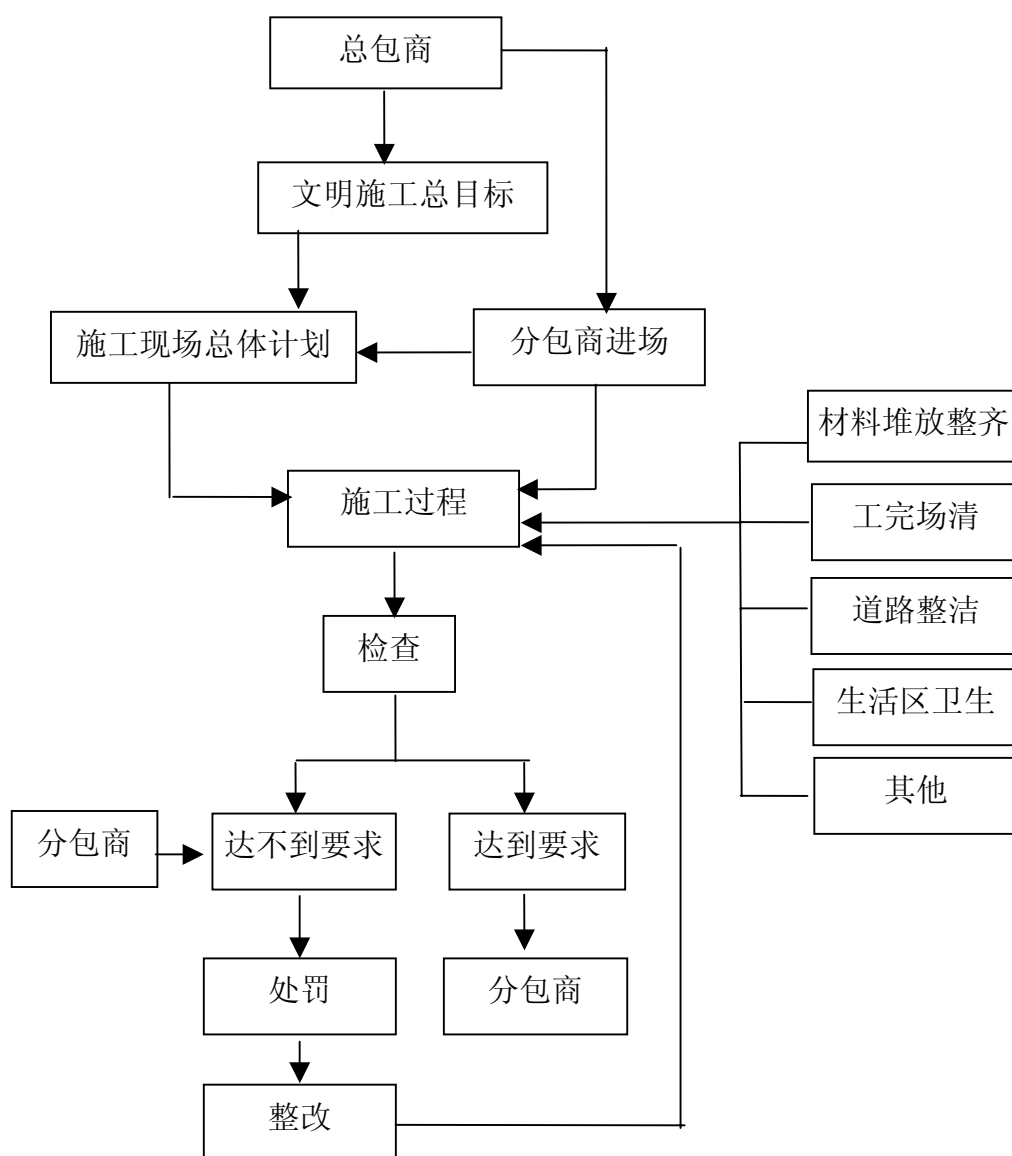 总包商
文明施工总目标
施工现场总体计划
分包商进场
材料堆放整齐
施工过程
工完场清
道路整洁
检查
生活区卫生
其他
分包商
达不到要求
达到要求
处罚
分包商
整改